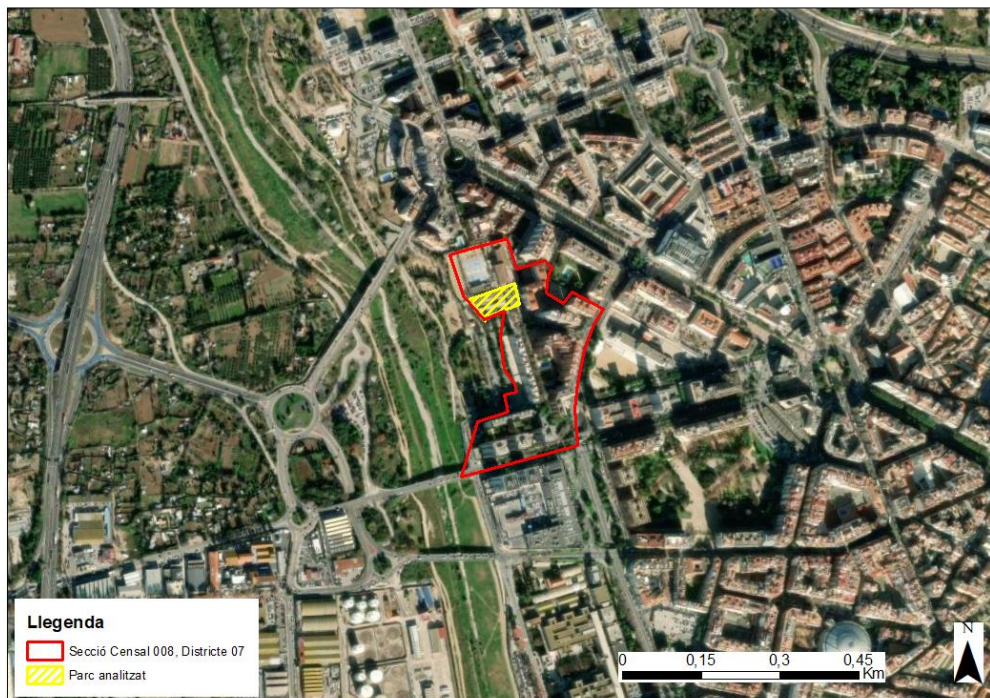 Llegenda
Secció Censal 008, Districte 07
Parc analitzat
N
0 0,15 0,3 0,45
Km